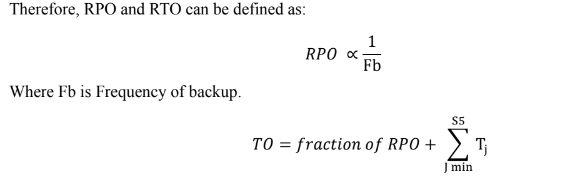 Therefore, RPO and RTO can be defined as:
RPO ∝ 1/Fb
Where Fb is Frequency of backup.
TO = fraction of RPO + ∑_{J min}^{S5} T_j